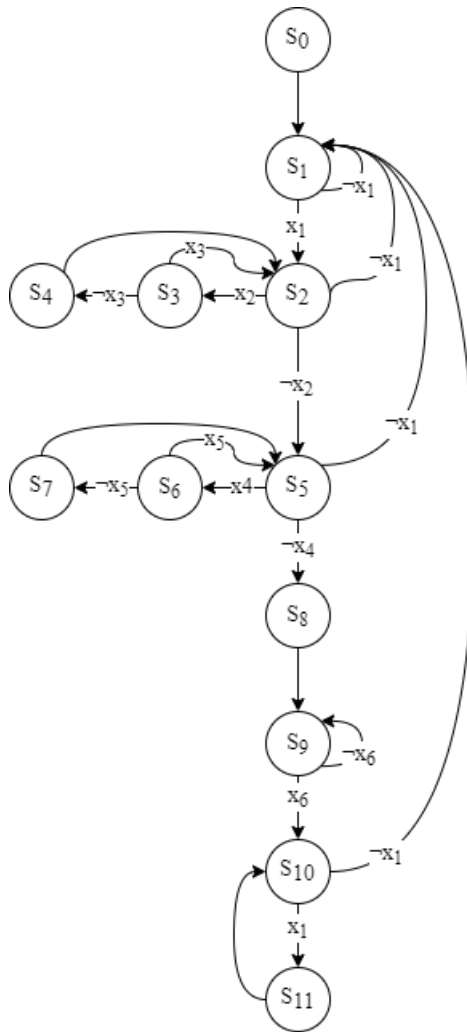 S₀
S₁
¬x₁
x₁
x₃
¬x₁
S₄
¬x₃
S₃
x₂
S₂
¬x₂
¬x₁
x₅
S₇
¬x₅
S₆
x₄
S₅
¬x₄
S₈
S₉
¬x₆
x₆
S₁₀
¬x₁
x₁
S₁₁